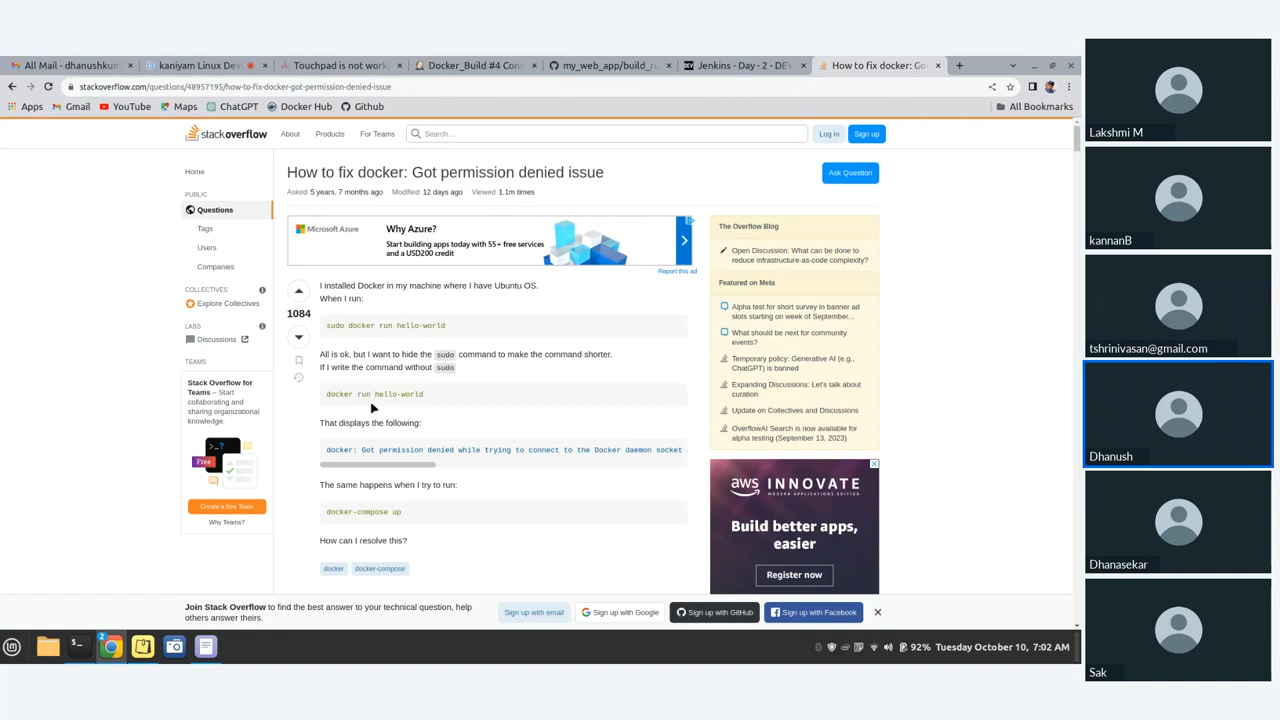 All Mail - dhanushkum
kaniyam Linux Dev
Touchpad is not work
Docker_Build #4 Con
my_web_app/build_r
Jenkins - Day - 2 - DEV
How to fix docker: Got
stackoverflow.com/questions/48957195/how-to-fix-docker-got-permission-denied-issue
Apps
Gmail
YouTube
Maps
ChatGPT
Docker Hub
Github
All Bookmarks
stackoverflow
About
Products
For Teams
Search...
Log in
Sign up
Home
PUBLIC
Questions
Tags
Users
Companies
COLLECTIVES
Explore Collectives
LABS
Discussions
TEAMS
Stack Overflow for
Teams – Start
collaborating and
sharing organizational
knowledge.
>_?
Free
Create a free Team
Why Teams?
How to fix docker: Got permission denied issue
Asked 5 years, 7 months ago Modified 12 days ago Viewed 1.1m times
Ask Question
Microsoft Azure
Why Azure?
Start building apps today with 55+ free services
and a USD200 credit
Report this ad
1084
I installed Docker in my machine where I have Ubuntu OS.
When I run:
sudo docker run hello-world
All is ok, but I want to hide the sudo command to make the command shorter.
If I write the command without sudo
docker run hello-world
That displays the following:
docker: Got permission denied while trying to connect to the Docker daemon socket
The same happens when I try to run:
docker-compose up
How can I resolve this?
docker
docker-compose
The Overflow Blog
Open Discussion: What can be done to
reduce infrastructure-as-code complexity?
Featured on Meta
Alpha test for short survey in banner ad
slots starting on week of September...
What should be next for community
events?
Temporary policy: Generative AI (e.g.,
ChatGPT) is banned
Expanding Discussions: Let's talk about
curation
Update on Collectives and Discussions
OverflowAI Search is now available for
alpha testing (September 13, 2023)
aws INNOVATE
MODERN APPLICATIONS EDITION
Build better apps,
easier
Register now
Join Stack Overflow to find the best answer to your technical question, help
others answer theirs.
Sign up with email
Sign up with Google
Sign up with GitHub
Sign up with Facebook
2
92%
Tuesday October 10, 7:02 AM
Lakshmi M
kannanB
tshrinivasan@gmail.com
Dhanush
Dhanasekar
Sak